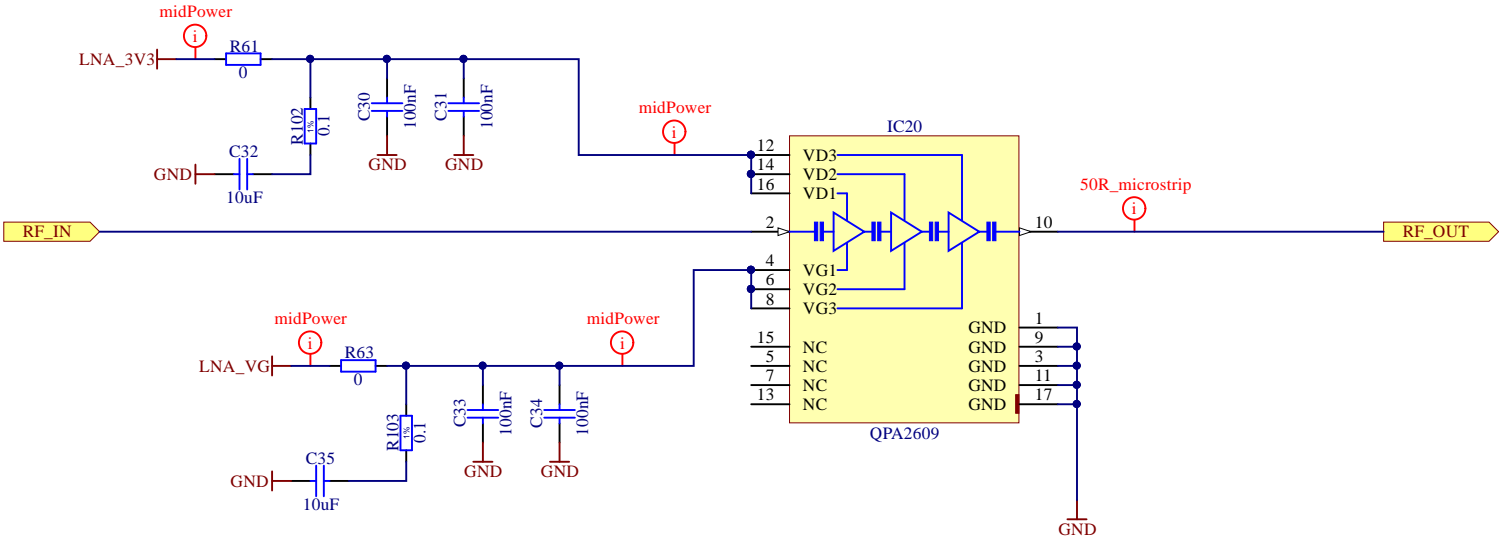 midPower
LNA_3V3
R61
0
R102
1%
0.1
C30
100nF
C31
100nF
C32
10uF
GND
GND
GND
midPower
IC20
12 VD3
14 VD2
16 VD1
RF_IN
2
10
50R_microstrip
RF_OUT
4 VG1
6 VG2
8 VG3
15 NC
5 NC
7 NC
13 NC
GND 1
GND 9
GND 3
GND 11
GND 17
QPA2609
GND
midPower
midPower
LNA_VG
R63
0
R103
1%
0.1
C33
100nF
C34
100nF
C35
10uF
GND
GND
GND